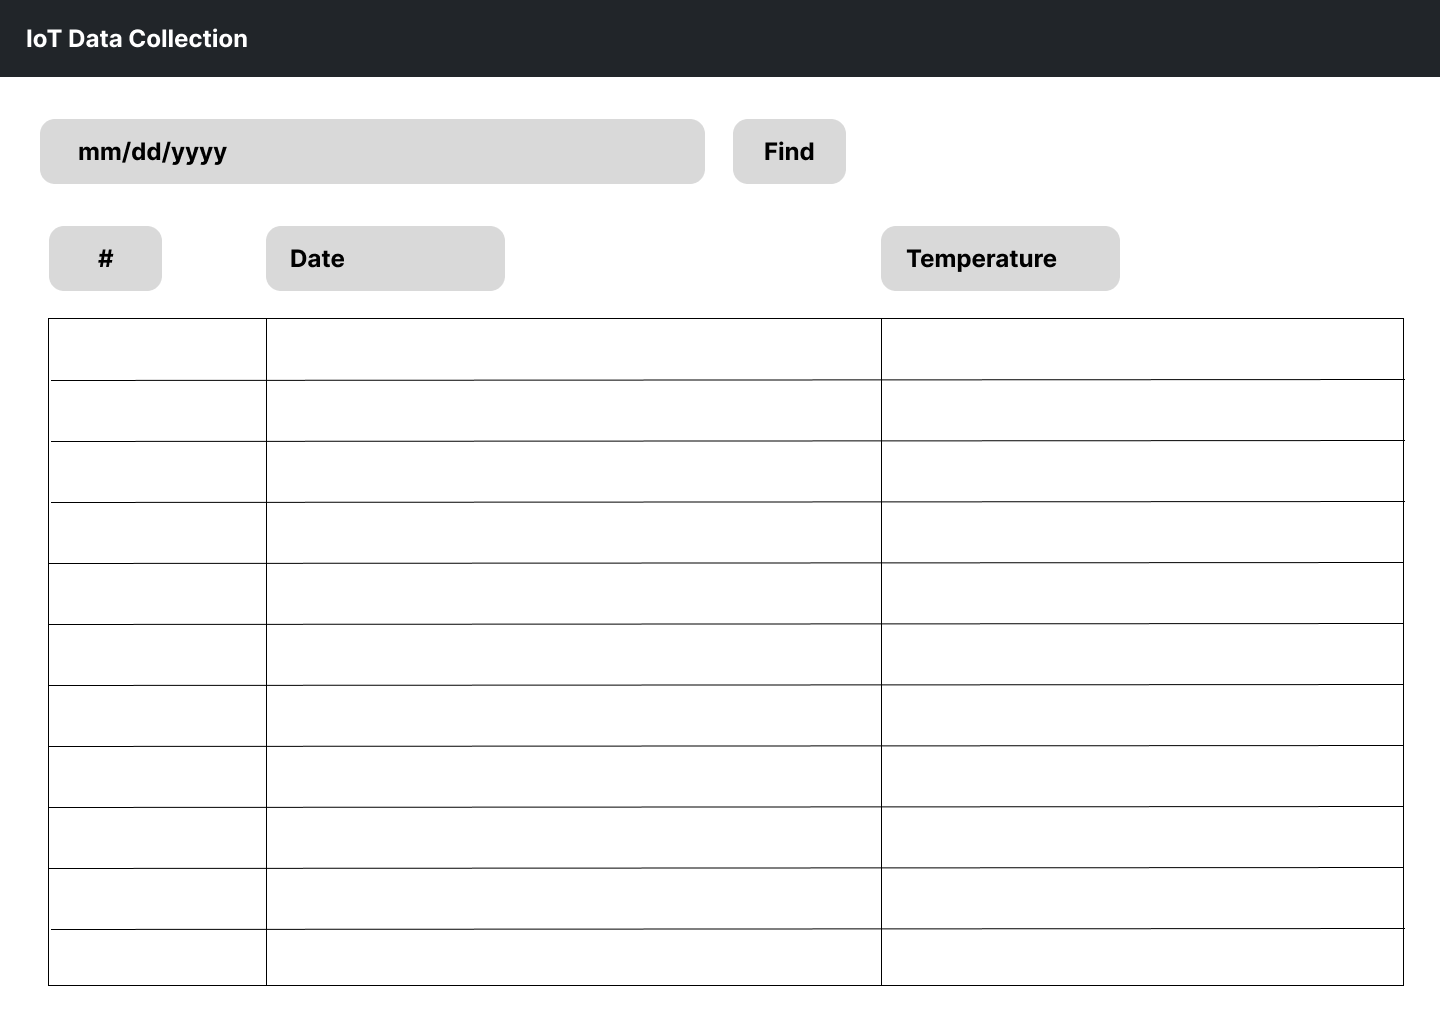 IoT Data Collection
mm/dd/yyyy
Find
# Date Temperature